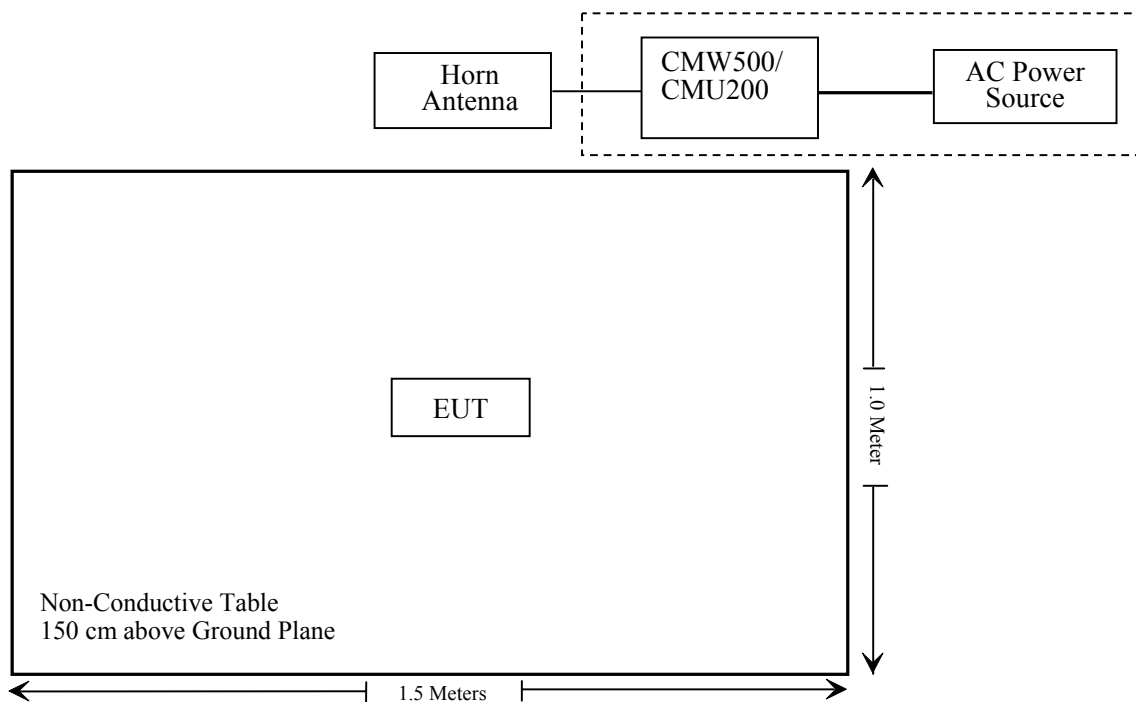 Horn
Antenna
CMW500/
CMU200
AC Power
Source
EUT
1.0 Meter
Non-Conductive Table
150 cm above Ground Plane
1.5 Meters